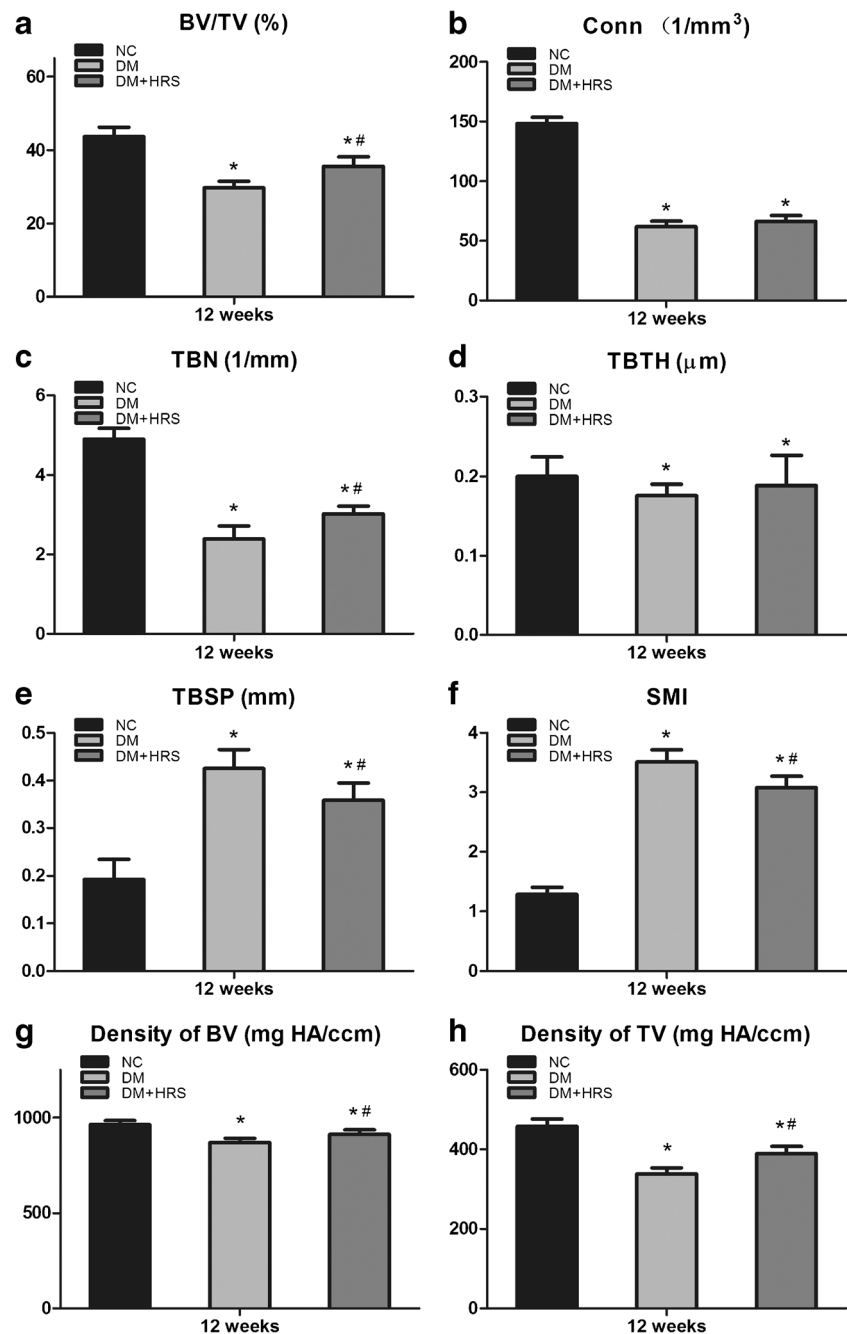 a
BV/TV (%)
NC
DM
DM+HRS
60
40
20
0
*
* #
12 weeks
b
Conn （1/mm³）
NC
DM
DM+HRS
200
150
100
50
0
*
*
12 weeks
c
TBN (1/mm)
NC
DM
DM+HRS
6
4
2
0
*
* #
12 weeks
d
TBTH (μm)
NC
DM
DM+HRS
0.3
0.2
0.1
0.0
*
*
12 weeks
e
TBSP (mm)
NC
DM
DM+HRS
0.5
0.4
0.3
0.2
0.1
0.0
*
* #
12 weeks
f
SMI
NC
DM
DM+HRS
4
3
2
1
0
*
* #
12 weeks
g
Density of BV (mg HA/ccm)
NC
DM
DM+HRS
1000
500
0
*
* #
12 weeks
h
Density of TV (mg HA/ccm)
NC
DM
DM+HRS
600
400
200
0
*
* #
12 weeks